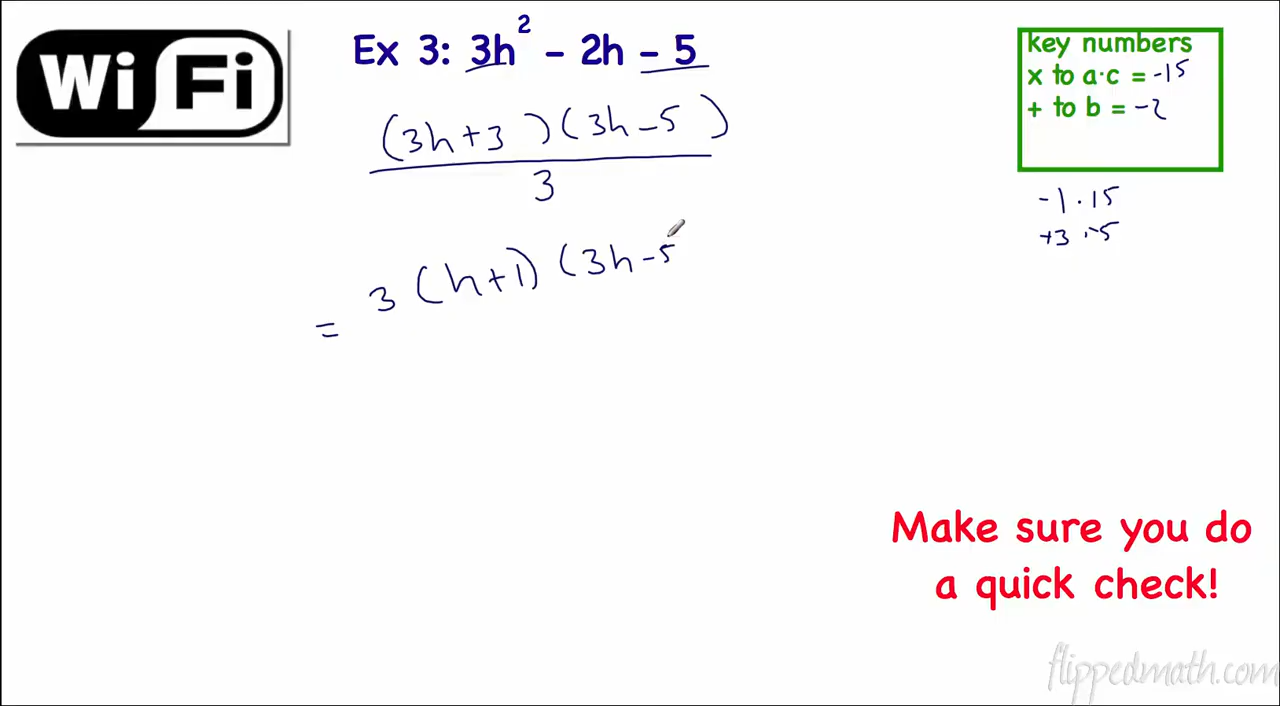 WiFi
Ex 3: 3h² - 2h - 5
(3h+3)(3h-5)
3
= 3(h+1)(3h-5
key numbers
x to a·c = -15
+ to b = -2
-1·15
+3·-5
Make sure you do
a quick check!
flippedmath.com